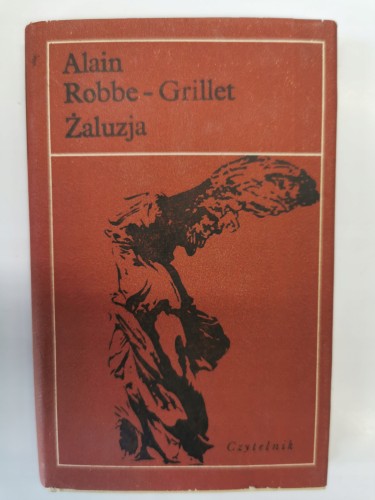 Alain
Robbe-Grillet
Żaluzja
Czytelnik